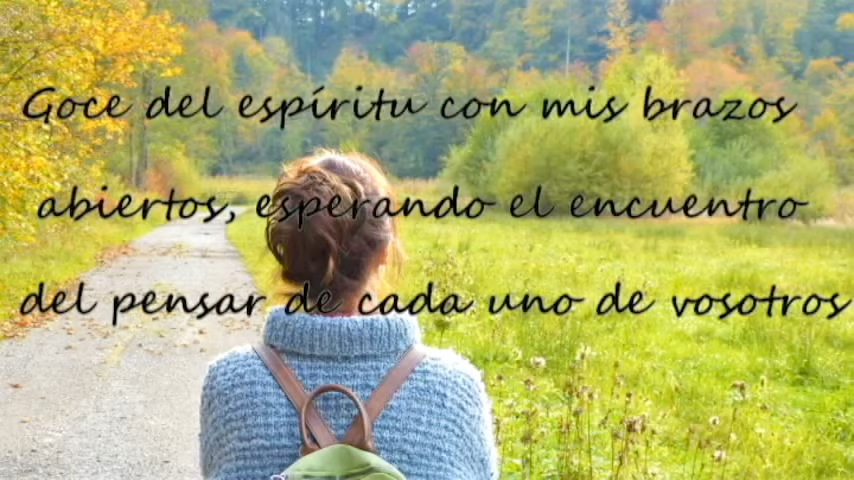 Goce del espíritu con mis brazos
abiertos, esperando el encuentro
del pensar de cada uno de vosotros